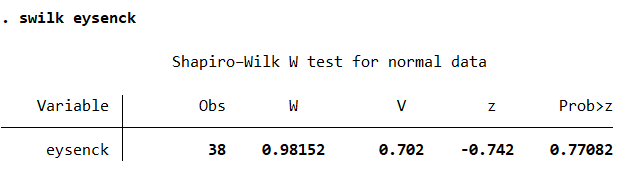 . swilk eysenck
Shapiro–Wilk W test for normal data
Variable Obs W V z Prob>z
eysenck 38 0.98152 0.702 -0.742 0.77082